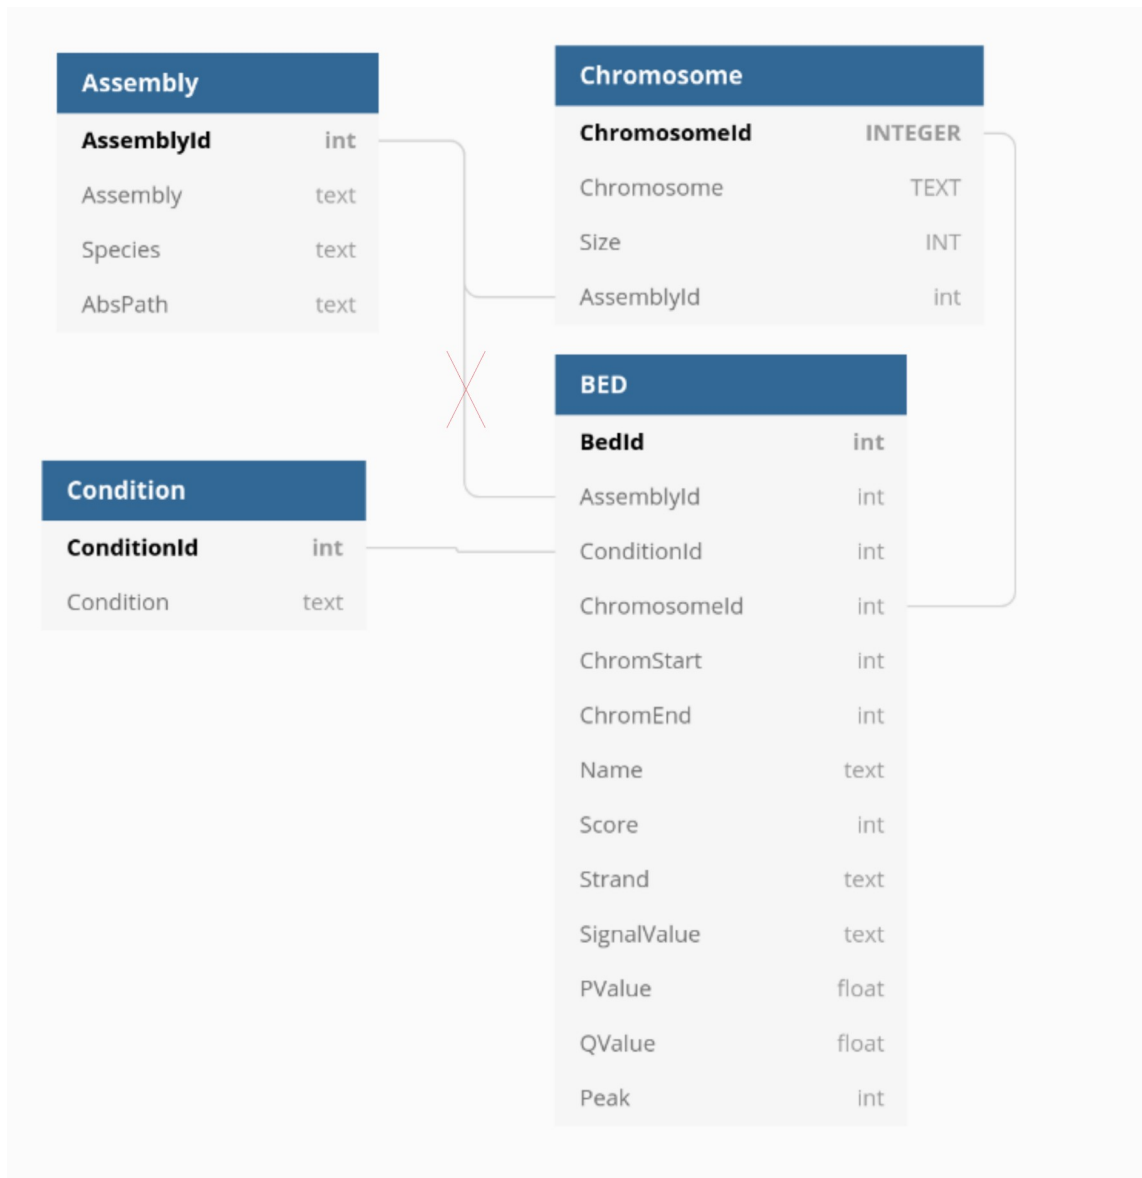 Assembly
AssemblyId int
Assembly text
Species text
AbsPath text
Chromosome
ChromosomeId INTEGER
Chromosome TEXT
Size INT
AssemblyId int
Condition
ConditionId int
Condition text
BED
BedId int
AssemblyId int
ConditionId int
ChromosomeId int
ChromStart int
ChromEnd int
Name text
Score int
Strand text
SignalValue text
PValue float
QValue float
Peak int